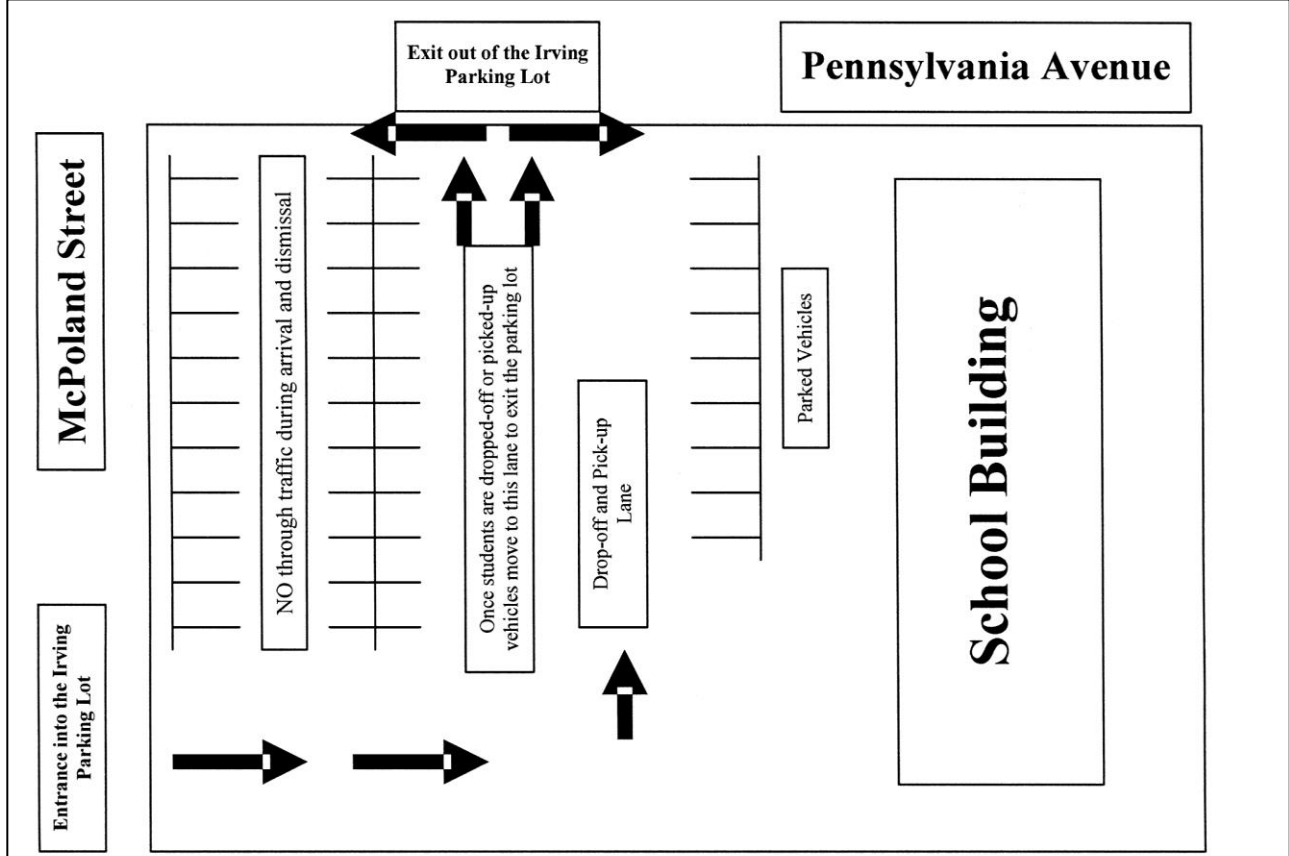 Exit out of the Irving
Parking Lot
Pennsylvania Avenue
McPoland Street
NO through traffic during arrival and dismissal
Once students are dropped-off or picked-up
vehicles move to this lane to exit the parking lot
Drop-off and Pick-up
Lane
Parked Vehicles
School Building
Entrance into the Irving
Parking Lot